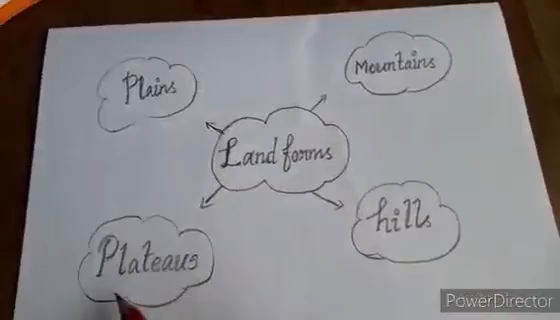 Plains
Mountains
Land forms
Plateaus
hills
PowerDirector